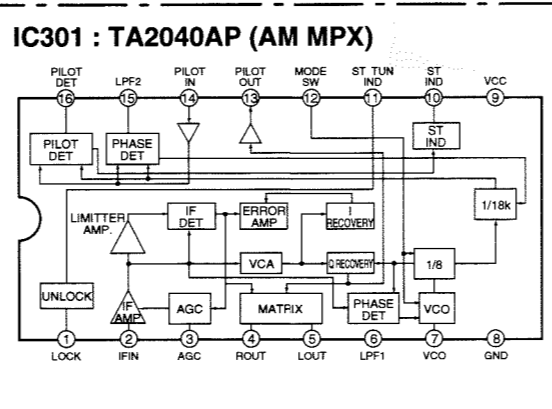 IC301 : TA2040AP (AM MPX)
PILOT DET
LPF2
PILOT IN
PILOT OUT
MODE SW
ST TUN IND
ST IND
VCC
16
15
14
13
12
11
10
9
PILOT DET
PHASE DET
ST IND
1/18k
LIMITTER AMP.
IF DET
ERROR AMP
I RECOVERY
VCA
Q RECOVERY
1/8
UNLOCK
IF AMP
AGC
MATRIX
PHASE DET
VCO
1
2
3
4
5
6
7
8
LOCK
IFIN
AGC
ROUT
LOUT
LPF1
VCO
GND